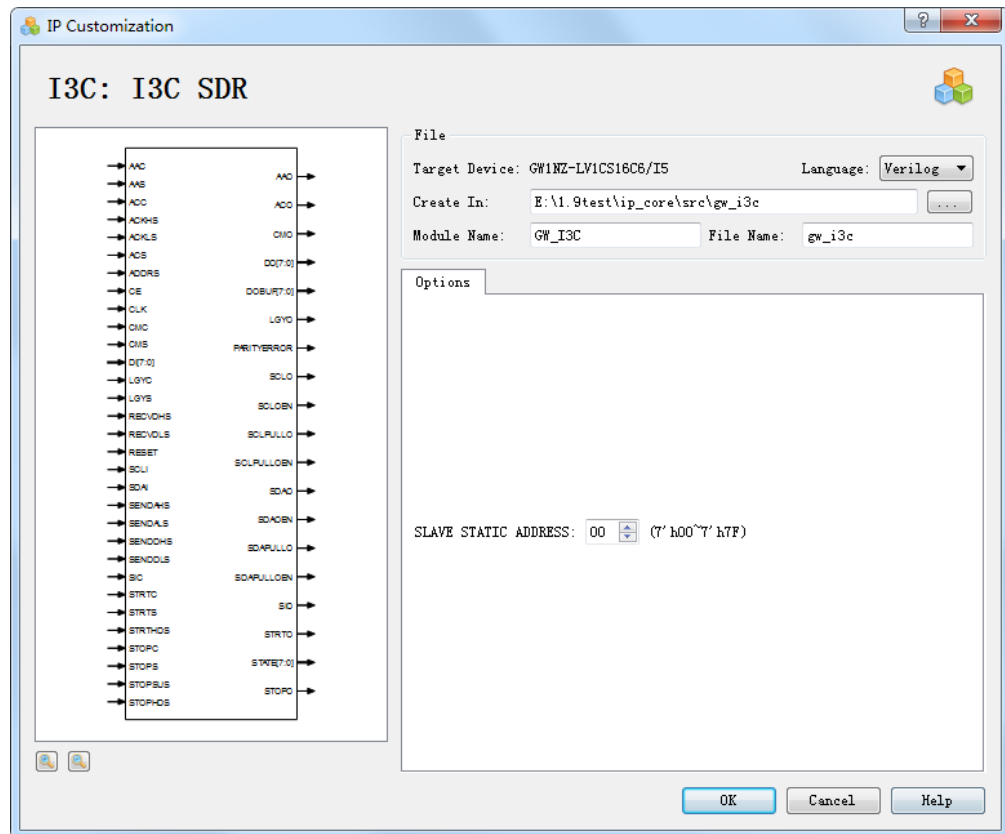 IP Customization
I3C: I3C SDR
AAC
AAS
ACC
ACKHS
ACKLS
ACS
ADDRS
CE
CLK
CMC
CMS
DI[7:0]
LGYC
LGYS
RECVDHS
RECVDLS
RESET
SCLI
SDAI
SENDAHS
SENDALS
SENDDHS
SENDDLS
SIC
STRTC
STRTS
STRTHDS
STOPC
STOPS
STOPSUS
STOPHDS
AAO
ACO
CMO
DO[7:0]
DOBUF[7:0]
LGYO
PARITYERROR
SCLO
SCLOEN
SCLPULLO
SCLPULLOEN
SDAO
SDAOEN
SDAPULLO
SDAPULLOEN
SIO
STRTO
STATE[7:0]
STOPO
File
Target Device: GW1NZ-LV1CS16C6/I5 Language: Verilog
Create In: E:\1.9test\ip_core\src\gw_i3c ...
Module Name: GW_I3C File Name: gw_i3c
Options
SLAVE STATIC ADDRESS: 00 (7'h00~7'h7F)
OK Cancel Help